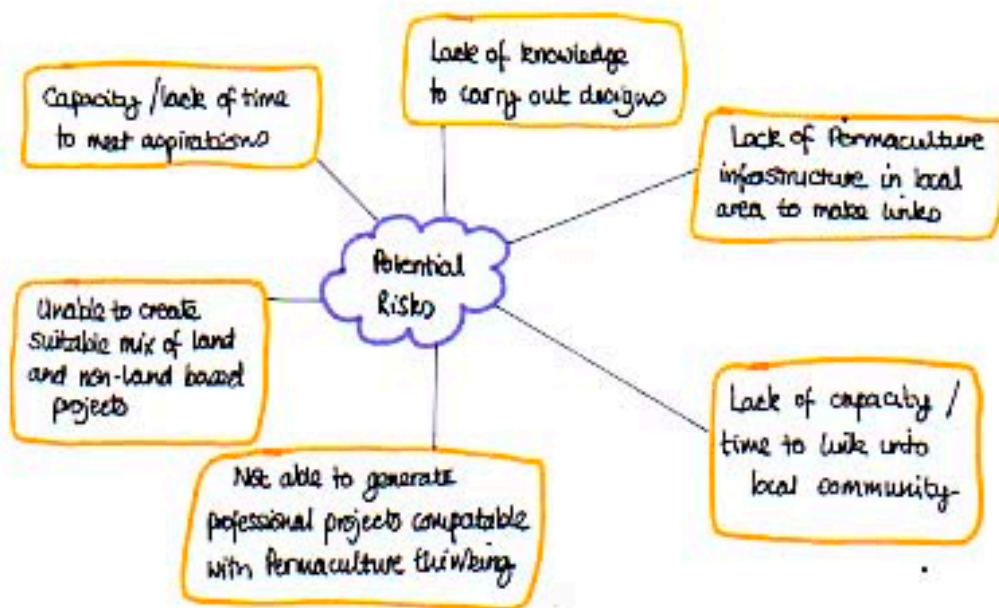 Lack of knowledge
to carry out designs
Capacity / lack of time
to meet aspirations
Lack of Permaculture
infrastructure in local
area to make links
Potential
Risks
Unable to create
suitable mix of land
and non-land based
projects
Lack of capacity /
time to link into
local community
Not able to generate
professional projects compatable
with Permaculture thinking